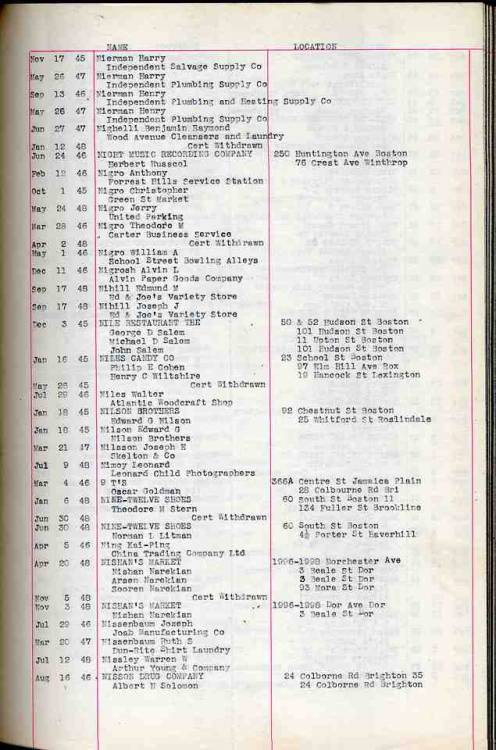 NAME LOCATION
Nov 17 45 Nierman Harry
Independent Salvage Supply Co
May 26 47 Nierman Harry
Independent Plumbing Supply Co
Sep 13 46 Nierman Henry
Independent Plumbing and Heating Supply Co
May 26 47 Nierman Henry
Independent Plumbing Supply Co
Jun 27 47 Nighelli Benjamin Raymond
Wood Avenue Cleansers and Laundry
Jan 12 48 Cert Withdrawn
Jun 24 46 NIGHT MUSIC RECORDING COMPANY 250 Huntington Ave Boston
Herbert Russcol 76 Crest Ave Winthrop
Feb 12 46 Nigro Anthony
Forrest Hills Service Station
Oct 1 45 Nigro Christopher
Green St Market
May 24 48 Nigro Jerry
United Parking
Mar 28 46 Nigro Theodore M
Carter Business Service
Apr 2 48 Cert Withdrawn
May 1 46 Nigro William A
School Street Bowling Alleys
Dec 11 46 Nigrosh Alvin L
Alvin Paper Goods Company
Sep 17 48 Nihill Edmund M
Ed & Joe's Variety Store
Sep 17 48 Nihill Joseph J
Ed & Joe's Variety Store
Dec 3 45 NILE RESTAURANT THE 50 & 52 Hudson St Boston
George D Salem 101 Hudson St Boston
Michael D Salem 11 Upton St Boston
John Salem 101 Hudson St Boston
Jan 16 45 NILES CANDY CO 23 School St Boston
Philip E Cohen 97 Elm Hill Ave Rox
Henry C Wiltshire 19 Hancock St Lexington
May 26 45 Cert Withdrawn
Jul 29 46 Niles Walter
Atlantic Woodcraft Shop
Jan 18 45 NILSON BROTHERS 92 Chestnut St Boston
Edward G Nilson 25 Whitford St Roslindale
Jan 18 45 Nilson Edward G
Nilson Brothers
Mar 21 47 Nilsson Joseph E
Skelton & Co
Jul 9 48 Nimoy Leonard
Leonard Child Photographers
Mar 4 46 9 T'S 366A Centre St Jamaica Plain
Oscar Goldman 28 Colbourne Rd Bri
Jan 6 48 NINE-TWELVE SHOES 60 South St Boston 11
Theodore M Stern 134 Fuller St Brookline
Jun 30 48 Cert Withdrawn
Jun 30 48 NINE-TWELVE SHOES 60 South St Boston
Norman L Litman 4½ Porter St Haverhill
Apr 5 46 Ning Kai-Ping
China Trading Company Ltd
Apr 20 48 NISHAN'S MARKET 1996-1998 Dorchester Ave
Nishan Narekian 3 Beale St Dor
Arsen Narekian 3 Beale St Dor
Sooren Narekian 93 Mora St Dor
Nov 5 48 Cert Withdrawn
Nov 3 48 NISHAN'S MARKET 1996-1998 Dor Ave Dor
Nishan Narekian 3 Beale St Dor
Jul 29 46 Nissenbaum Joseph
Joab Manufacturing Co
Mar 20 47 Nissenbaum Ruth S
Dun-Rite Shirt Laundry
Jul 12 48 Nissley Warren W
Arthur Young & Company
Aug 16 46 NISSON DRUG COMPANY 24 Colborne Rd Brighton 35
Albert N Solomon 24 Colborne Rd Brighton